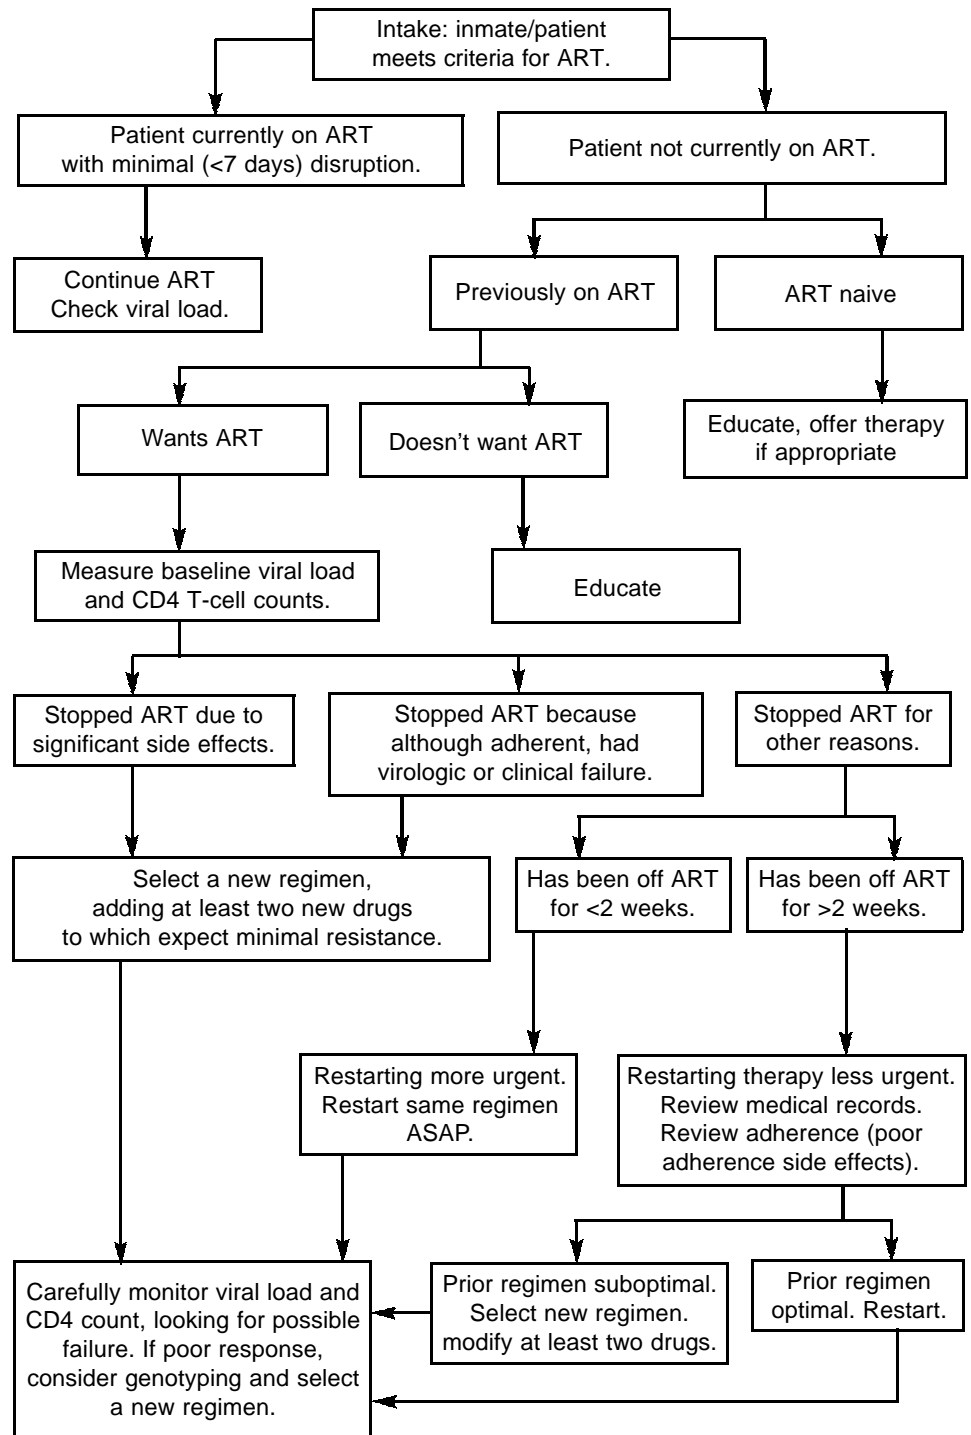 Intake: inmate/patient
meets criteria for ART.
Patient currently on ART
with minimal (<7 days) disruption.
Patient not currently on ART.
Continue ART
Check viral load.
Previously on ART
ART naive
Wants ART
Doesn't want ART
Educate, offer therapy
if appropriate
Measure baseline viral load
and CD4 T-cell counts.
Educate
Stopped ART due to
significant side effects.
Stopped ART because
although adherent, had
virologic or clinical failure.
Stopped ART for
other reasons.
Select a new regimen,
adding at least two new drugs
to which expect minimal resistance.
Has been off ART
for <2 weeks.
Has been off ART
for >2 weeks.
Restarting more urgent.
Restart same regimen
ASAP.
Restarting therapy less urgent.
Review medical records.
Review adherence (poor
adherence side effects).
Carefully monitor viral load and
CD4 count, looking for possible
failure. If poor response,
consider genotyping and select
a new regimen.
Prior regimen suboptimal.
Select new regimen.
modify at least two drugs.
Prior regimen
optimal. Restart.